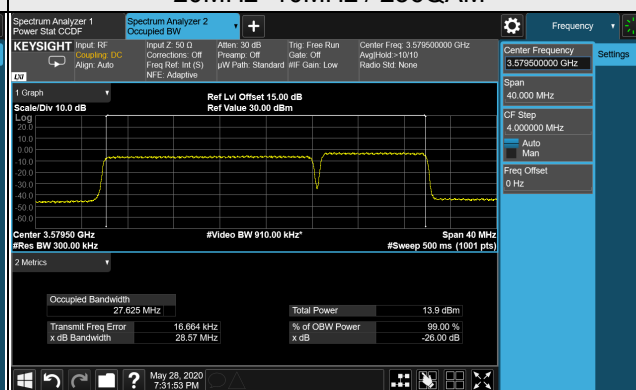 Spectrum Analyzer 1
Power Stat CCDF
Spectrum Analyzer 2
Occupied BW
Frequency
KEYSIGHT
Input: RF
Coupling: DC
Align: Auto
Input Z: 50 Ω
Corrections: Off
Freq Ref: Int (S)
NFE: Adaptive
Atten: 30 dB
Preamp: Off
µW Path: Standard
Trig: Free Run
Gate: Off
#IF Gain: Low
Center Freq: 3.579500000 GHz
Avg|Hold:>10/10
Radio Std: None
LXI
Center Frequency
3.579500000 GHz
Settings
Span
40.000 MHz
CF Step
4.000000 MHz
Auto
Man
Freq Offset
0 Hz
1 Graph
Scale/Div 10.0 dB
Ref Lvl Offset 15.00 dB
Ref Value 30.00 dBm
Log
20.0
10.0
0.00
-10.0
-20.0
-30.0
-40.0
-50.0
-60.0
Center 3.57950 GHz
#Res BW 300.00 kHz
#Video BW 910.00 kHz*
Span 40 MHz
#Sweep 500 ms (1001 pts)
2 Metrics
Occupied Bandwidth
27.625 MHz
Total Power 13.9 dBm
Transmit Freq Error 16.664 kHz
% of OBW Power 99.00 %
x dB Bandwidth 28.57 MHz
x dB -26.00 dB
May 28, 2020
7:31:53 PM